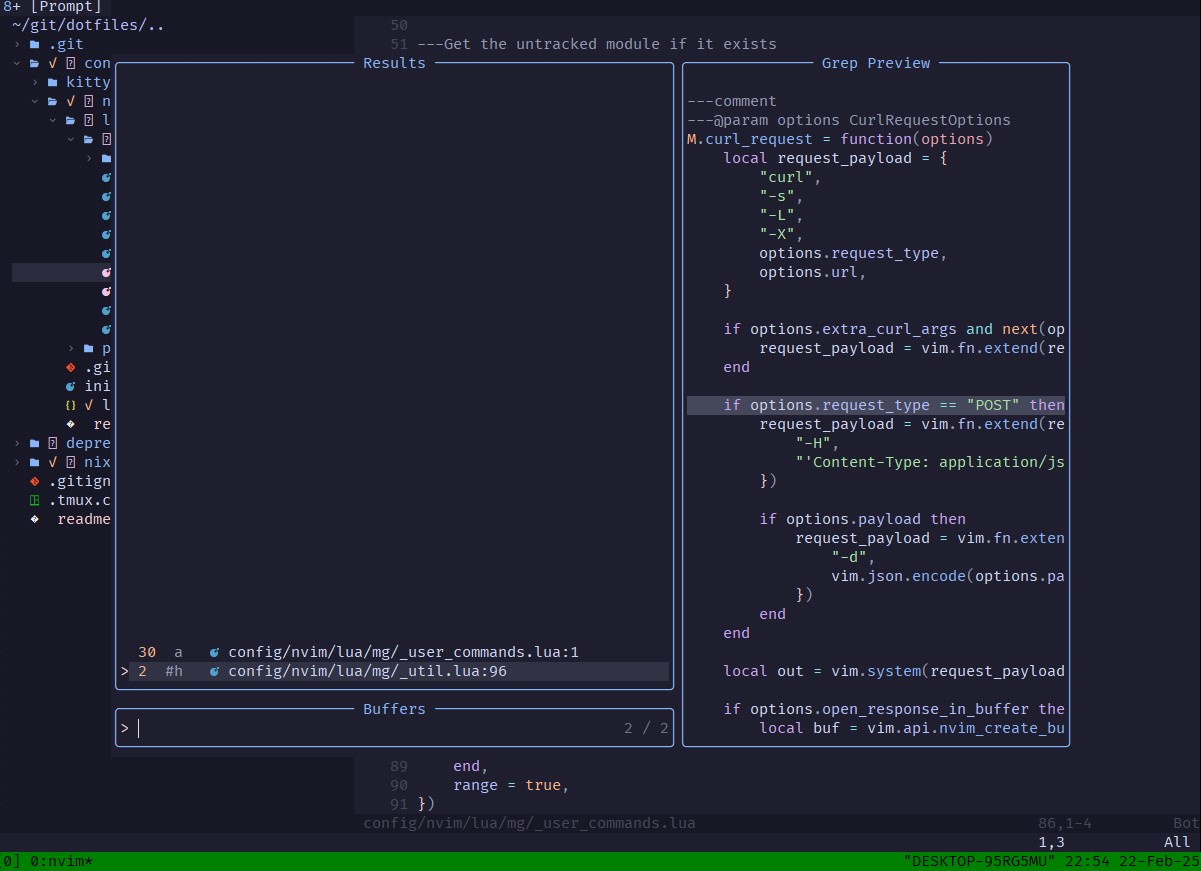 8+ [Prompt]
~/git/dotfiles/..
.git
con
kitty
n
l
p
.gi
ini
{} √ l
re
depre
√ nix
.gitign
.tmux.c
readme
50
51 ---Get the untracked module if it exists
Results
30 a config/nvim/lua/mg/_user_commands.lua:1
> 2 #h config/nvim/lua/mg/_util.lua:96
Buffers
> 2 / 2
Grep Preview
---comment
---@param options CurlRequestOptions
M.curl_request = function(options)
local request_payload = {
"curl",
"-s",
"-L",
"-X",
options.request_type,
options.url,
}
if options.extra_curl_args and next(op
request_payload = vim.fn.extend(re
end
if options.request_type == "POST" then
request_payload = vim.fn.extend(re
"-H",
"'Content-Type: application/js
})
if options.payload then
request_payload = vim.fn.exten
"-d",
vim.json.encode(options.pa
})
end
end
local out = vim.system(request_payload
if options.open_response_in_buffer the
local buf = vim.api.nvim_create_bu
89 end,
90 range = true,
91 })
config/nvim/lua/mg/_user_commands.lua 86,1-4 Bot
1,3 All
0] 0:nvim* "DESKTOP-95RG5MU" 22:54 22-Feb-25